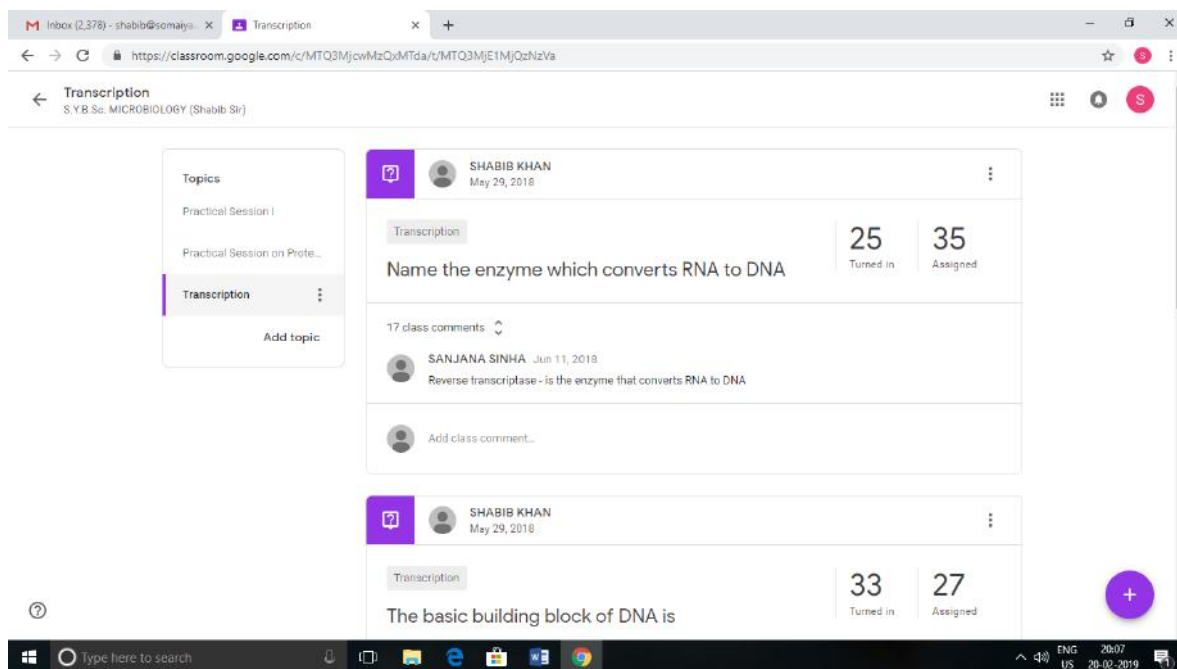 Inbox (2,378) - shabib@somaiya.
Transcription
https://classroom.google.com/c/MTQ3MjcwMzQxMTda/t/MTQ3MjE1MjQzNzVa
S
Transcription
S.Y.B.Sc. MICROBIOLOGY (Shabib Sir)
S
Topics
Practical Session I
Practical Session on Prote...
Transcription
Add topic
SHABIB KHAN
May 29, 2018
Transcription
Name the enzyme which converts RNA to DNA
25
Turned in
35
Assigned
17 class comments
SANJANA SINHA Jun 11, 2018
Reverse transcriptase - is the enzyme that converts RNA to DNA
Add class comment...
SHABIB KHAN
May 29, 2018
Transcription
The basic building block of DNA is
33
Turned in
27
Assigned
Type here to search
ENG
US
20:07
20-02-2019